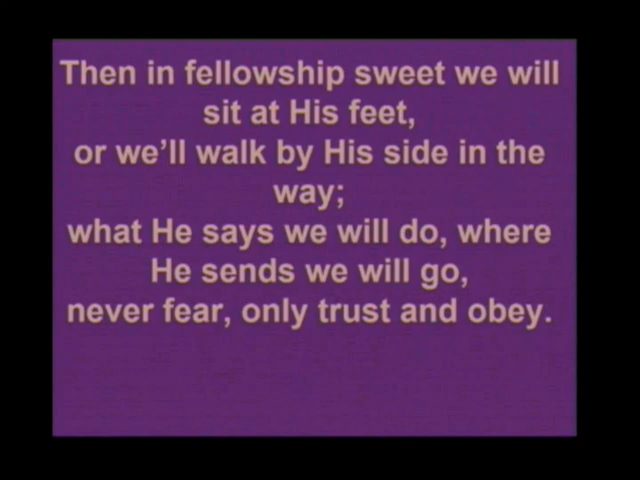 Then in fellowship sweet we will
sit at His feet,
or we’ll walk by His side in the
way;
what He says we will do, where
He sends we will go,
never fear, only trust and obey.